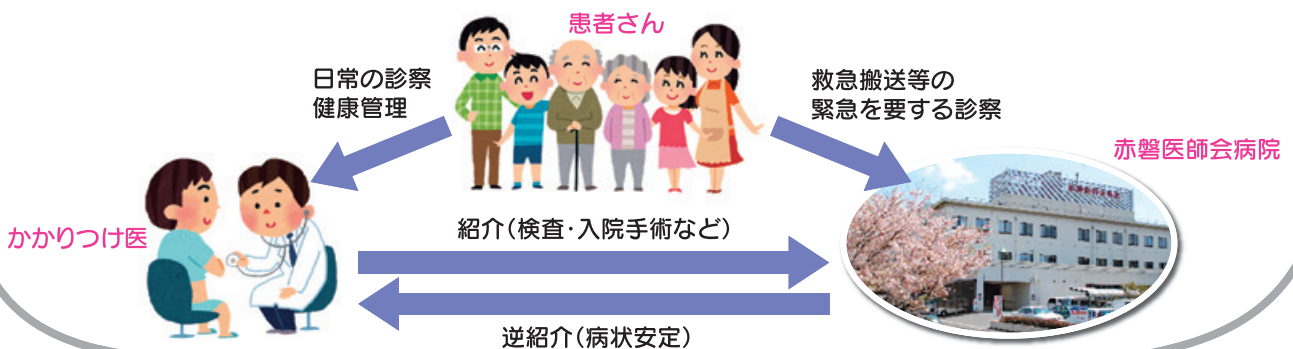 患者さん
日常の診察
健康管理
救急搬送等の
緊急を要する診察
赤磐医師会病院
かかりつけ医
紹介（検査・入院手術など）
逆紹介（病状安定）